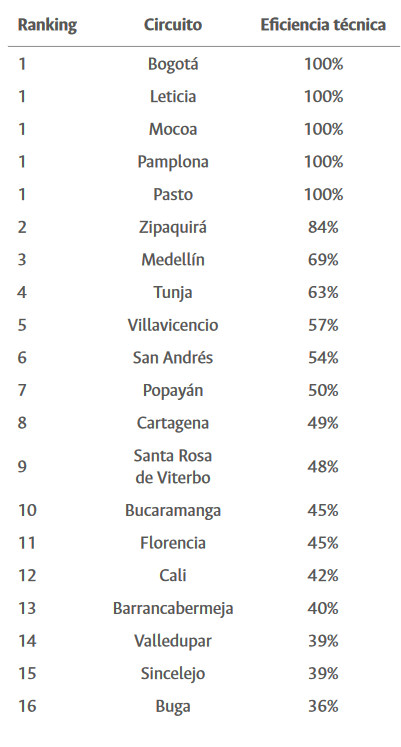 Ranking Circuito Eficiencia técnica
1 Bogotá 100%
1 Leticia 100%
1 Mocoa 100%
1 Pamplona 100%
1 Pasto 100%
2 Zipaquirá 84%
3 Medellín 69%
4 Tunja 63%
5 Villavicencio 57%
6 San Andrés 54%
7 Popayán 50%
8 Cartagena 49%
9 Santa Rosa
de Viterbo 48%
10 Bucaramanga 45%
11 Florencia 45%
12 Cali 42%
13 Barrancabermeja 40%
14 Valledupar 39%
15 Sincelejo 39%
16 Buga 36%